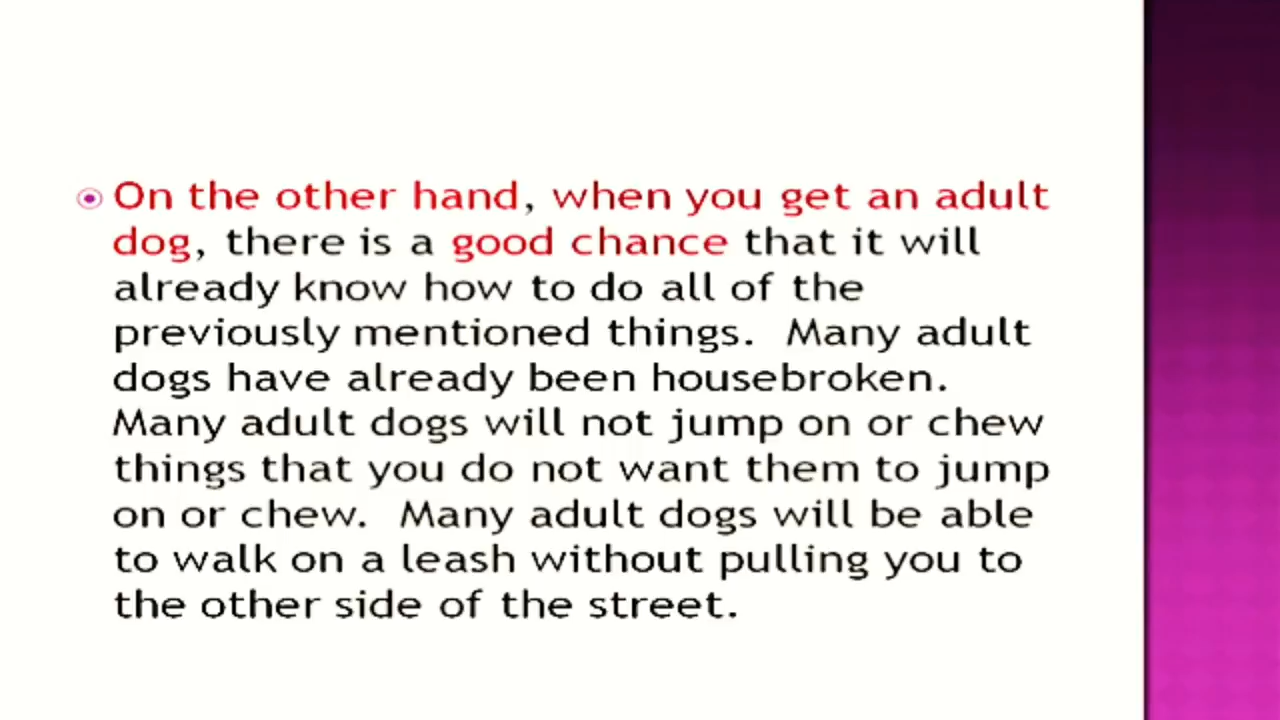 On the other hand, when you get an adult
dog, there is a good chance that it will
already know how to do all of the
previously mentioned things.  Many adult
dogs have already been housebroken.
Many adult dogs will not jump on or chew
things that you do not want them to jump
on or chew.  Many adult dogs will be able
to walk on a leash without pulling you to
the other side of the street.